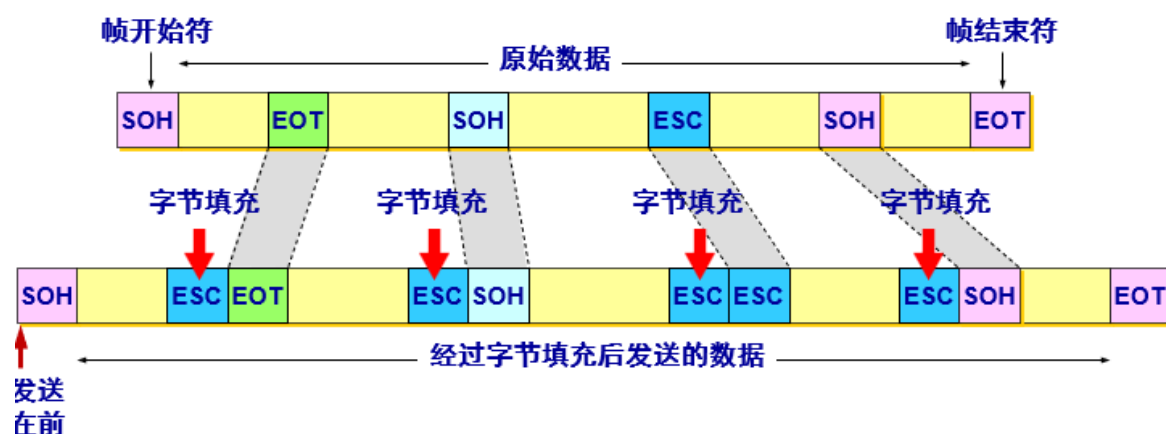 帧开始符
帧结束符
原始数据
SOH EOT SOH ESC SOH EOT
字节填充 字节填充 字节填充 字节填充
SOH ESC EOT ESC SOH ESC ESC ESC SOH EOT
经过字节填充后发送的数据
发送
在前